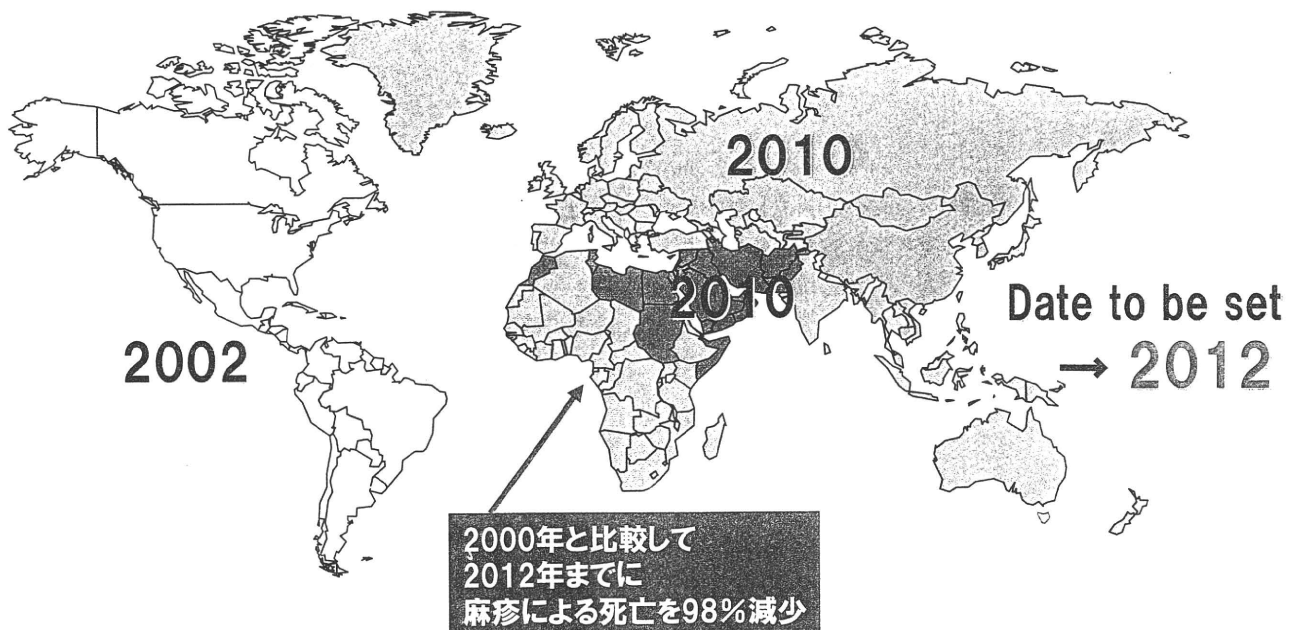 2010
2010
Date to be set
→ 2012
2002
2000年と比較して
2012年までに
麻疹による死亡を98%減少